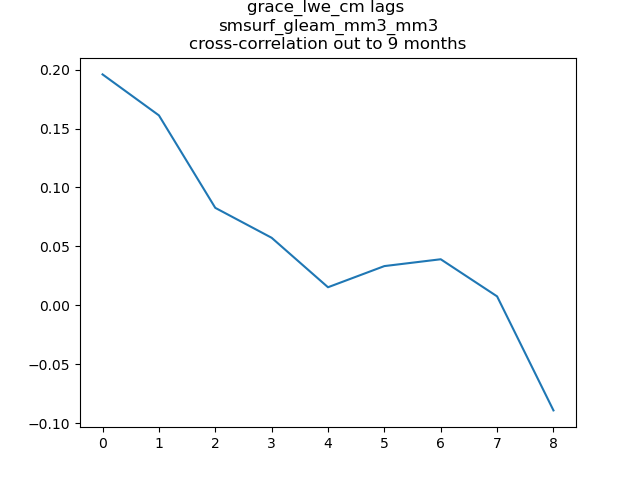 grace_lwe_cm lags
smsurf_gleam_mm3_mm3
cross-correlation out to 9 months
0.20
0.15
0.10
0.05
0.00
−0.05
−0.10
0 1 2 3 4 5 6 7 8